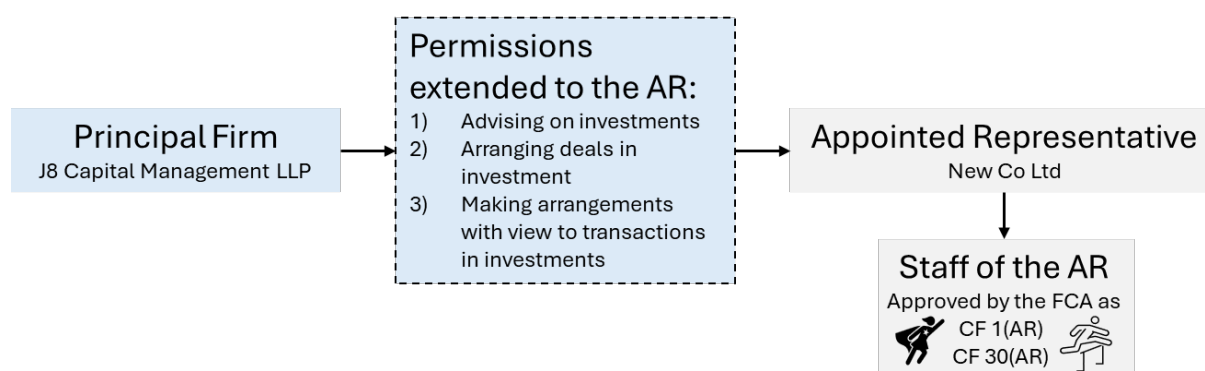 Principal Firm
J8 Capital Management LLP
Permissions
extended to the AR:
1) Advising on investments
2) Arranging deals in
investment
3) Making arrangements
with view to transactions
in investments
Appointed Representative
New Co Ltd
Staff of the AR
Approved by the FCA as
CF 1(AR)
CF 30(AR)